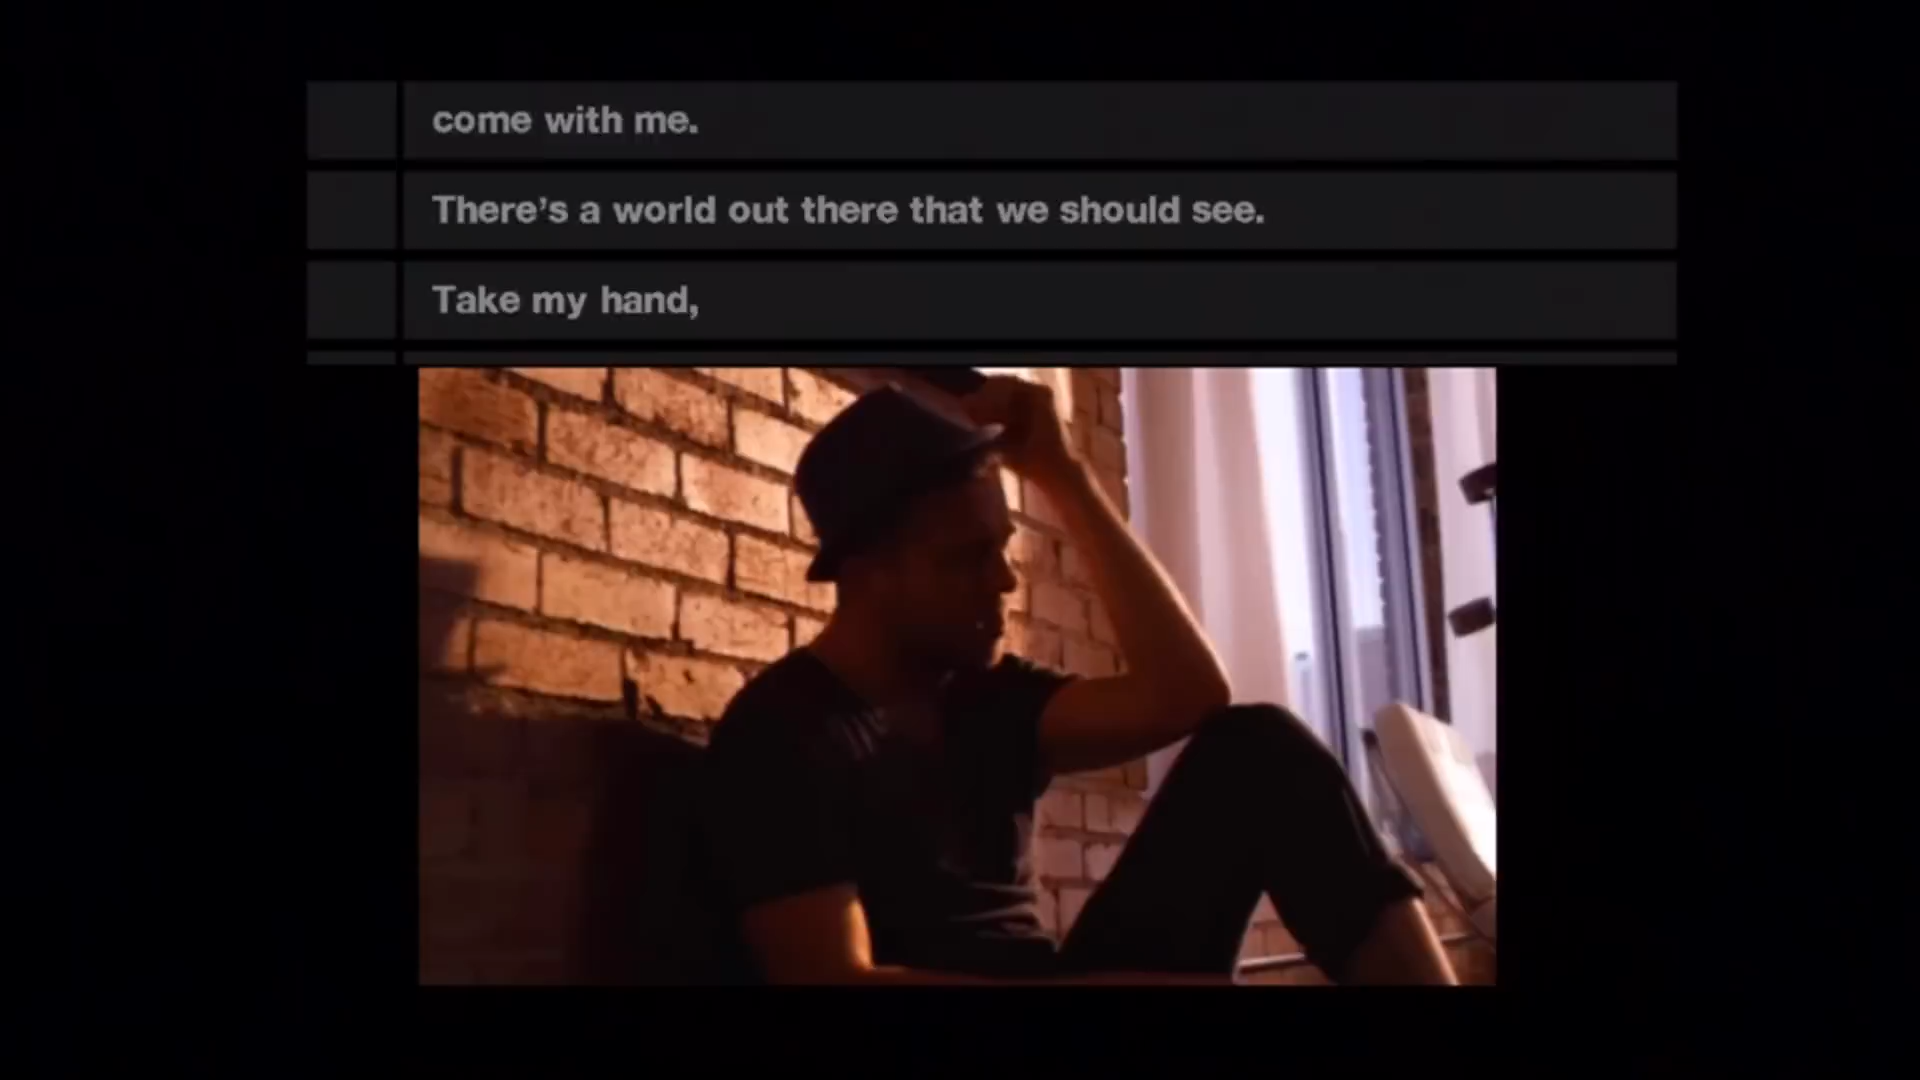 come with me.
There’s a world out there that we should see.
Take my hand,